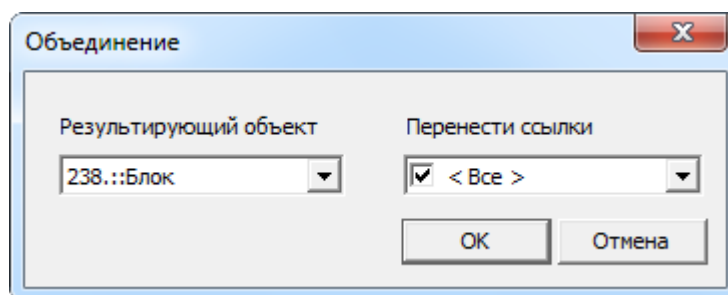 Объединение
Результирующий объект
Перенести ссылки
238.::Блок
< Все >
OK
Отмена